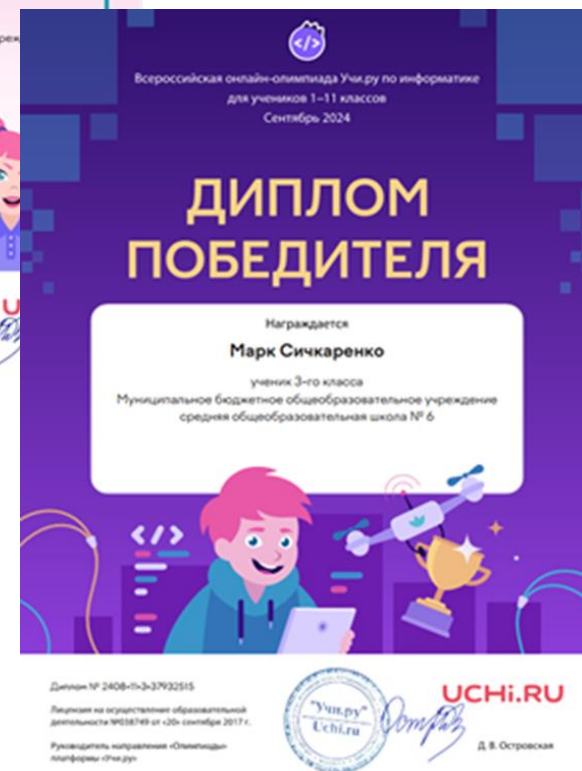 </>
Всероссийская онлайн-олимпиада Учи.ру по информатике
для учеников 1–11 классов
Сентябрь 2024
ДИПЛОМ
ПОБЕДИТЕЛЯ
Награждается
Марк Сичкаренко
ученик 3-го класса
Муниципальное бюджетное общеобразовательное учреждение
средняя общеобразовательная школа № 6
</>
Диплом № 2408-11-3-37932515
Лицензия на осуществление образовательной
деятельности №038749 от «20» сентября 2017 г.
Руководитель направления «Олимпиады»
платформы «Учи.ру»
"Учи.ру"
Uchi.ru
UCHi.RU
Д. В. Островская